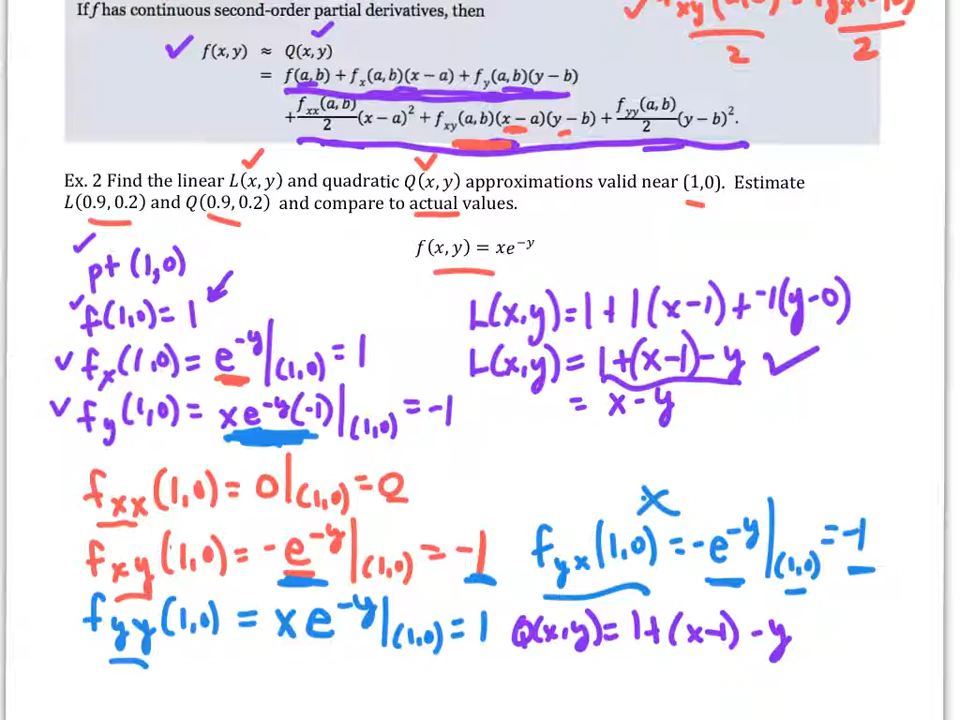 If f has continuous second-order partial derivatives, then
f(x,y) ≈ Q(x,y)
= f(a,b) + f_x(a,b)(x − a) + f_y(a,b)(y − b)
+ f_xx(a,b)/2 (x − a)² + f_xy(a,b)(x − a)(y − b) + f_yy(a,b)/2 (y − b)².
Ex. 2 Find the linear L(x,y) and quadratic Q(x,y) approximations valid near (1,0). Estimate
L(0.9, 0.2) and Q(0.9, 0.2) and compare to actual values.
f(x,y) = xe^−y
pt (1,0)
f(1,0) = 1
f_x(1,0) = e^-y |(1,0) = 1
f_y(1,0) = xe^-y(-1) |(1,0) = -1
L(x,y) = 1 + 1(x-1) + -1(y-0)
L(x,y) = 1+(x-1) - y
= x - y
f_xx(1,0) = 0 |(1,0) = 0
f_xy(1,0) = -e^-y |(1,0) = -1
f_yy(1,0) = xe^-y |(1,0) = 1
x
f_yx(1,0) = -e^-y |(1,0) = -1
Q(x,y) = 1+(x-1) - y